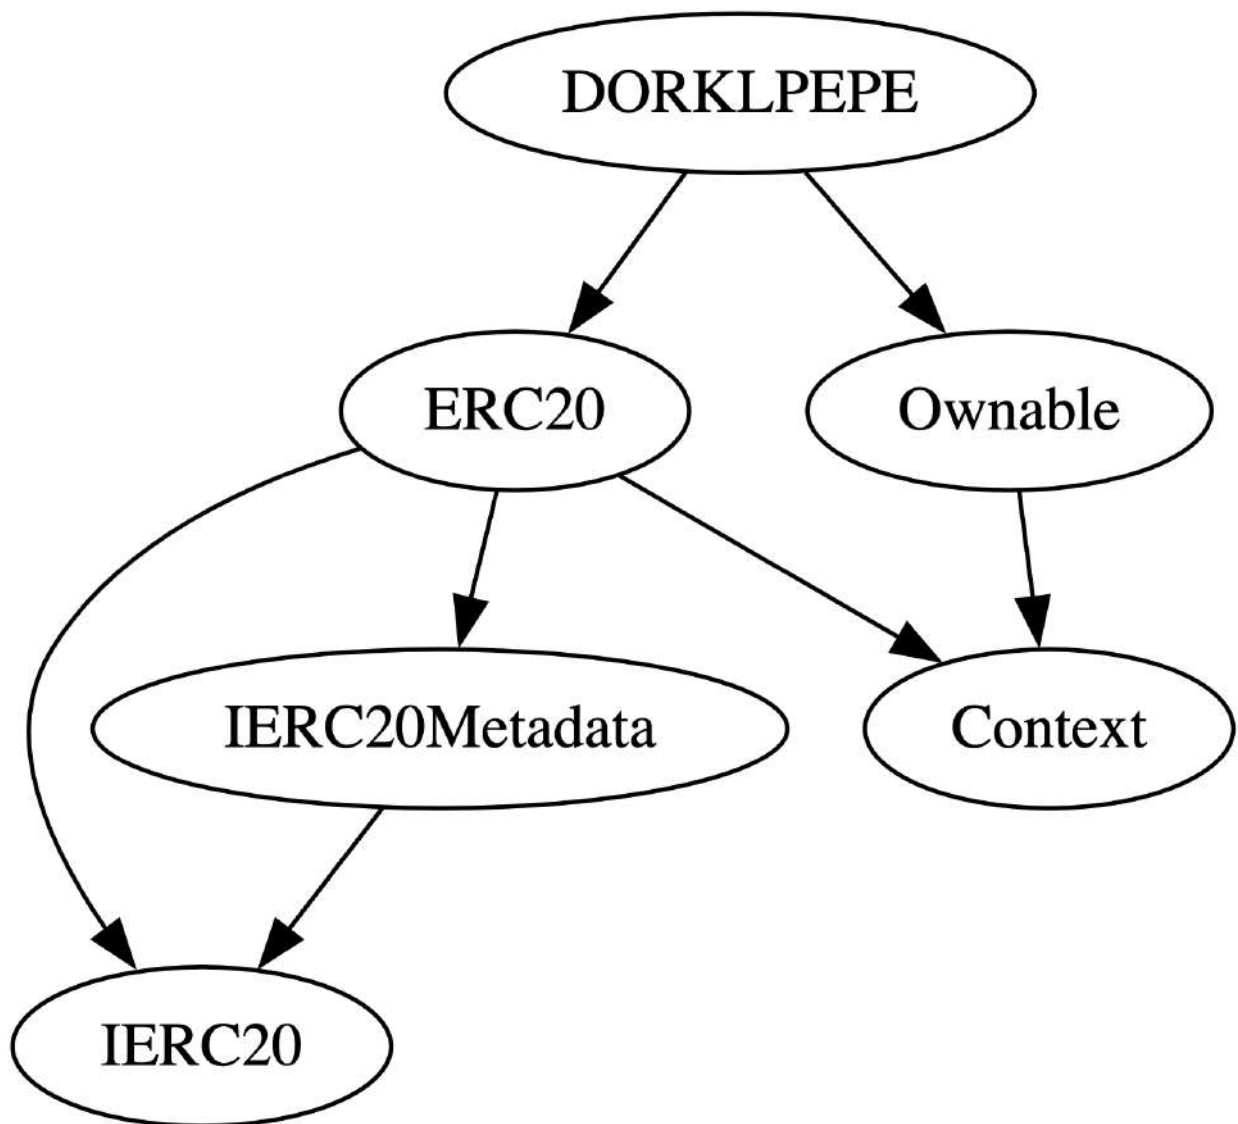 DORKLPEPE
ERC20
Ownable
IERC20Metadata
Context
IERC20